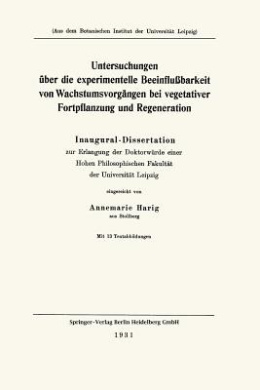 (Aus dem Botanischen Institut der Universität Leipzig)
Untersuchungen
über die experimentelle Beeinflußbarkeit
von Wachstumsvorgängen bei vegetativer
Fortpflanzung und Regeneration
Inaugural-Dissertation
zur Erlangung der Doktorwürde einer
Hohen Philosophischen Fakultät
der Universität Leipzig
eingereicht von
Annemarie Harig
aus Stollberg
Mit 13 Textabbildungen
Springer-Verlag Berlin Heidelberg GmbH
1931